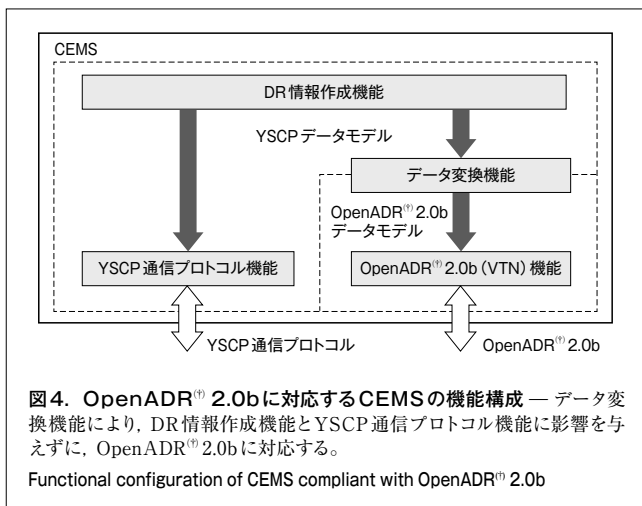 CEMS
DR情報作成機能
YSCPデータモデル
データ変換機能
OpenADR(†) 2.0b
データモデル
YSCP通信プロトコル機能
OpenADR(†) 2.0b（VTN）機能
YSCP通信プロトコル
OpenADR(†) 2.0b
図4．OpenADR(†) 2.0bに対応するCEMSの機能構成 — データ変
換機能により，DR情報作成機能とYSCP通信プロトコル機能に影響を与
えずに，OpenADR(†) 2.0bに対応する。
Functional configuration of CEMS compliant with OpenADR(†) 2.0b